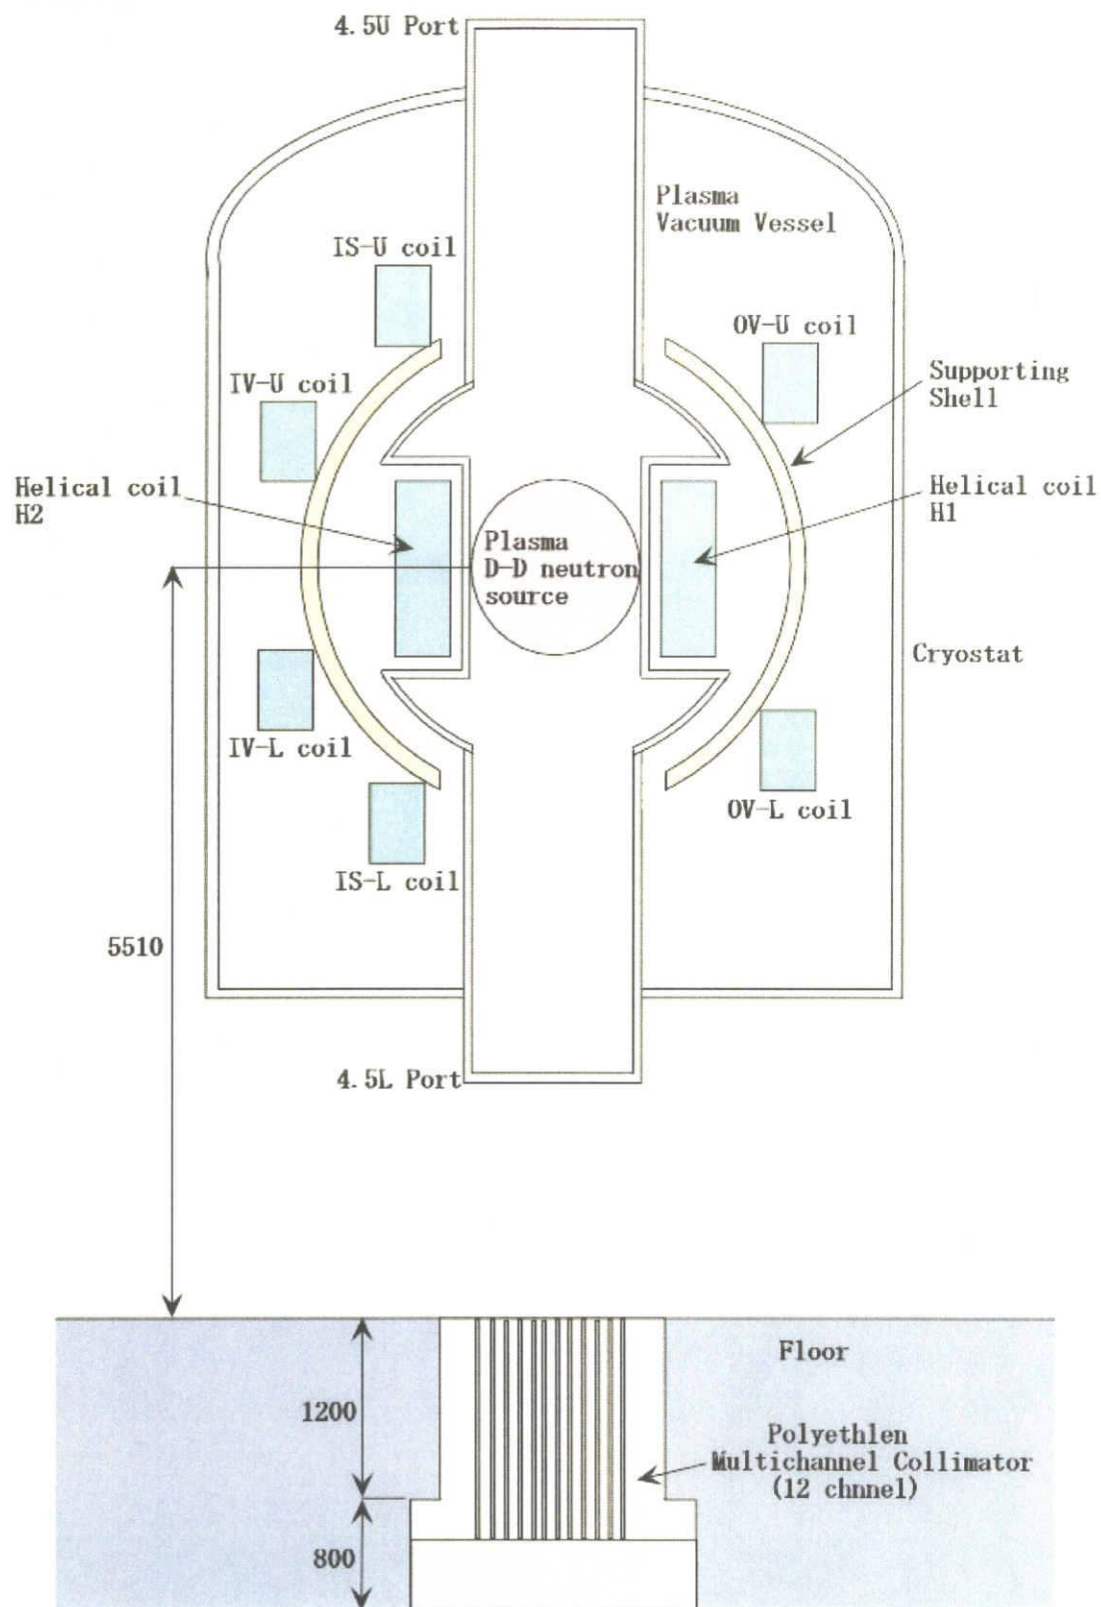 4.5U Port
Plasma
Vacuum Vessel
IS-U coil
OV-U coil
IV-U coil
Supporting
Shell
Helical coil
H2
Helical coil
H1
Plasma
D-D neutron
source
Cryostat
IV-L coil
OV-L coil
IS-L coil
5510
4.5L Port
Floor
1200
Polyethlen
Multichannel Collimator
(12 chnnel)
800